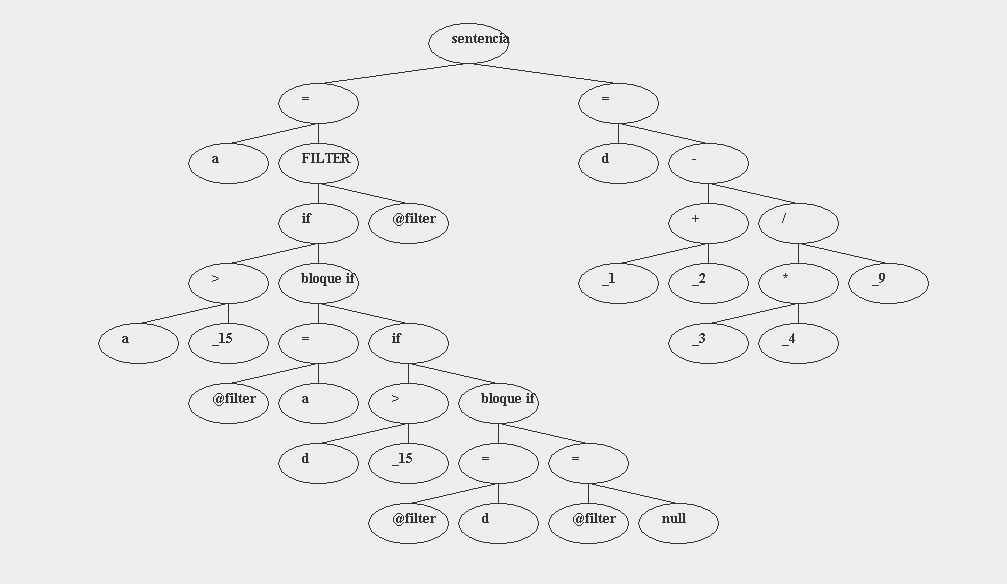 sentencia
= =
a FILTER d -
if @filter + /
> bloque if _1 _2 * _9
a _15 = if _3 _4
@filter a > bloque if
d _15 = =
@filter d @filter null